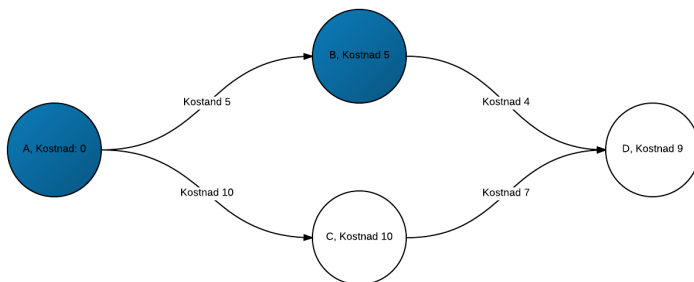 B, Kostnad 5
Kostand 5
Kostnad 4
A, Kostnad: 0
D, Kostnad 9
Kostnad 10
Kostnad 7
C, Kostnad 10